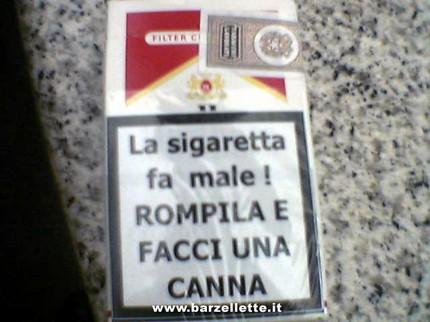 FILTER CI
La sigaretta
fa male !
ROMPILA E
FACCI UNA
CANNA
www.barzellette.it